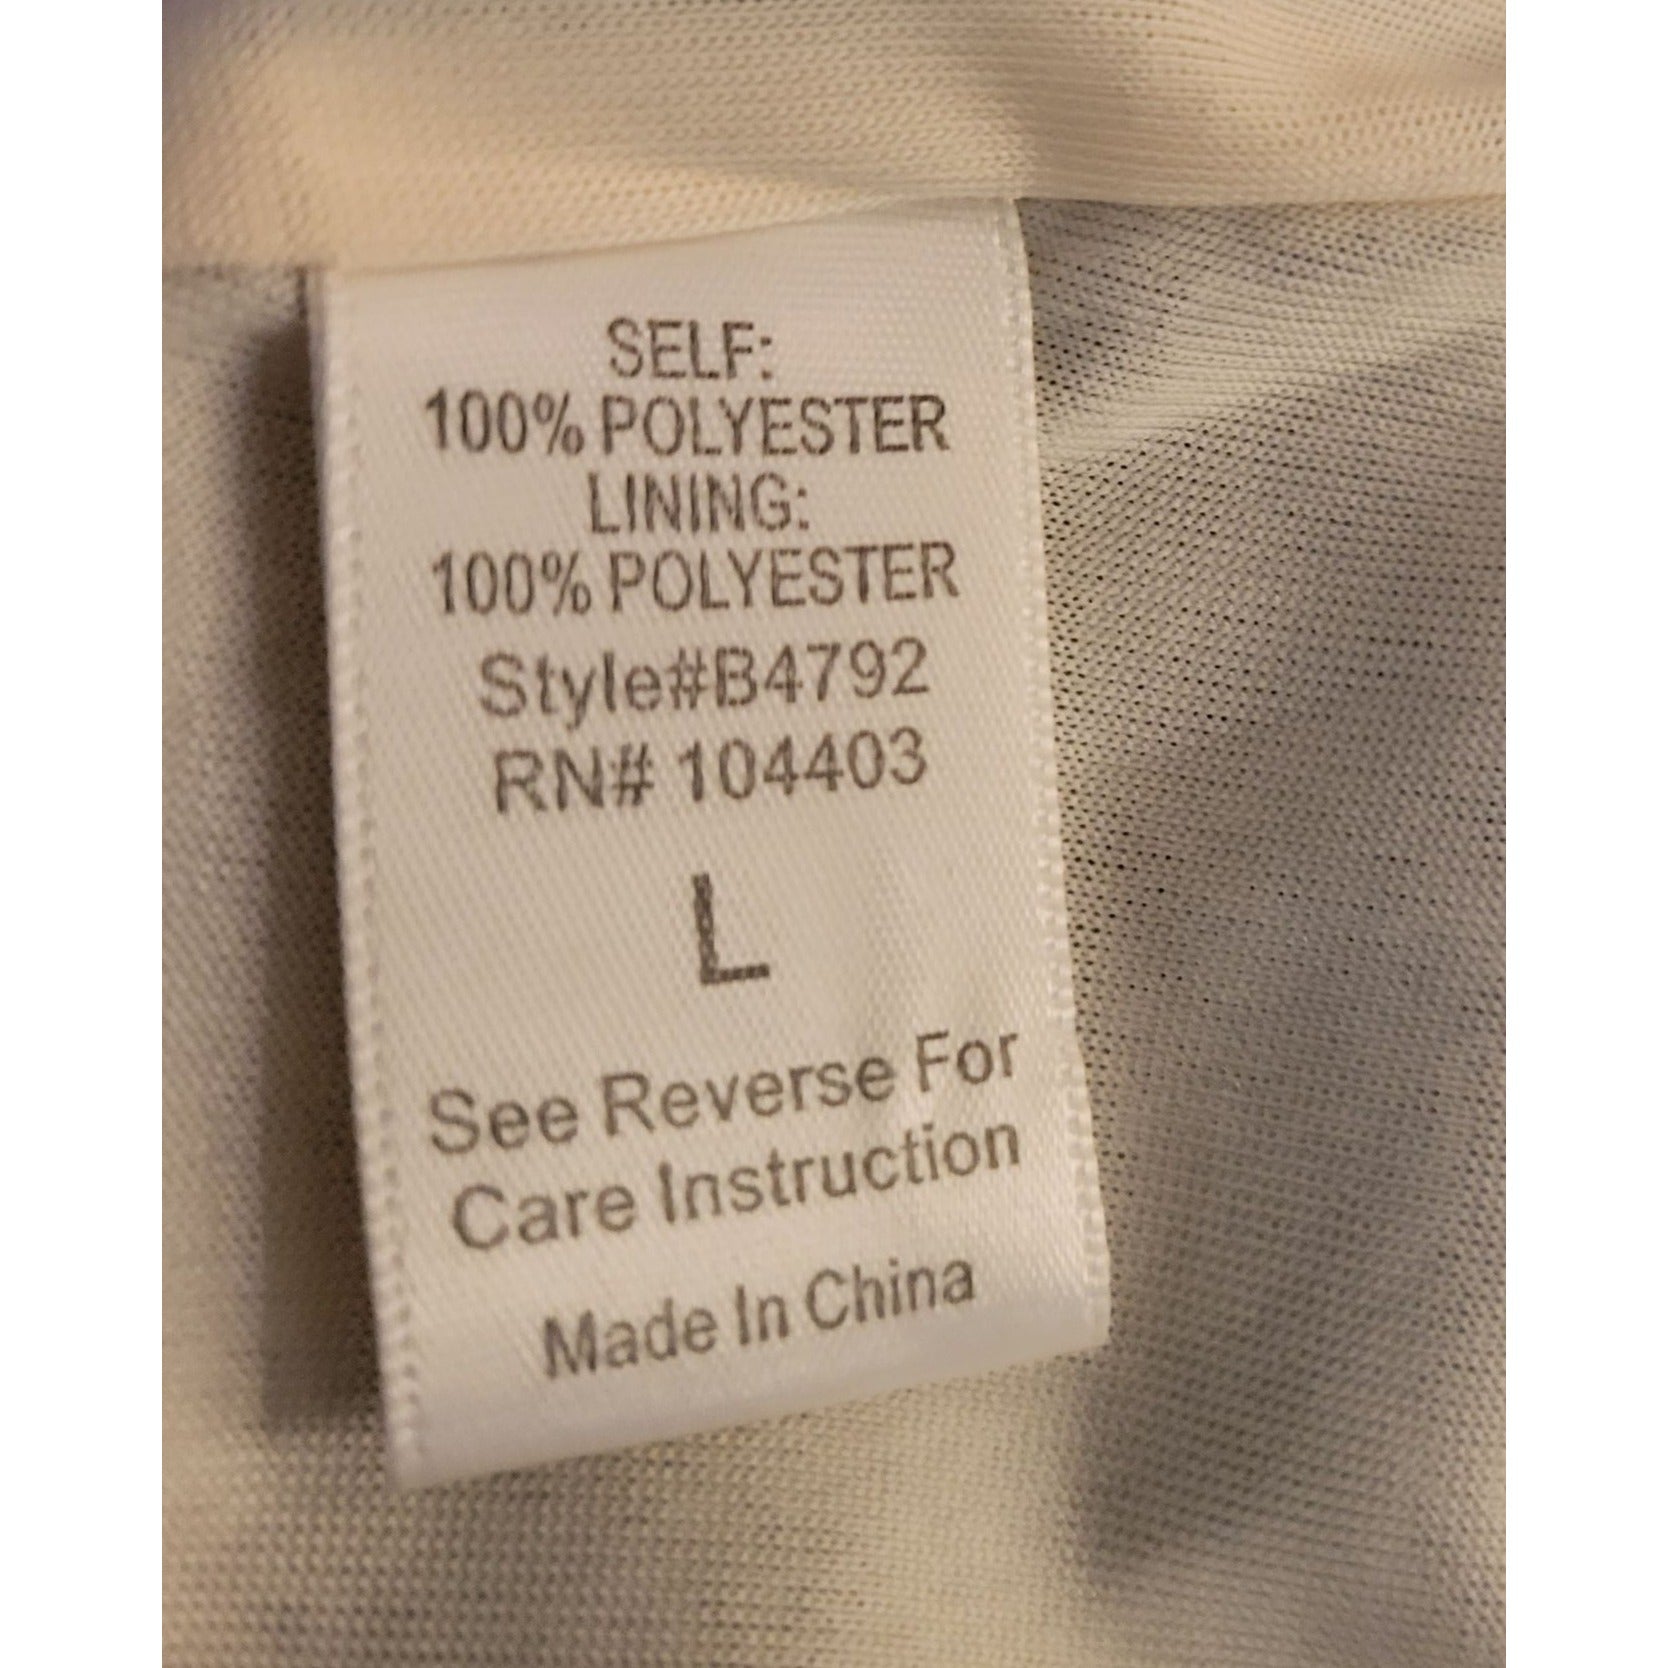 SELF:
100% POLYESTER
LINING:
100% POLYESTER
Style#B4792
RN# 104403
L
See Reverse For
Care Instruction
Made In China